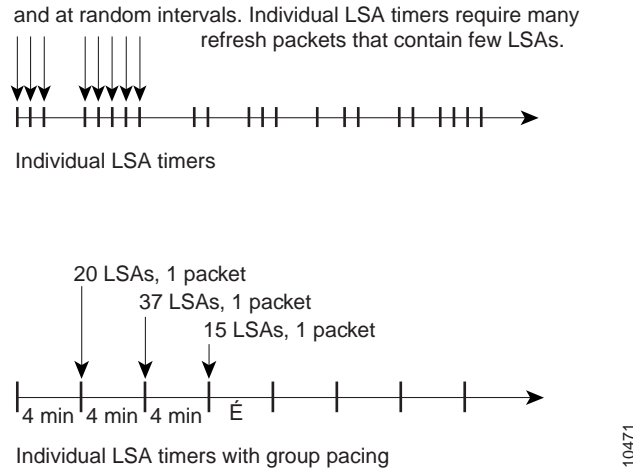 and at random intervals. Individual LSA timers require many
refresh packets that contain few LSAs.
Individual LSA timers
20 LSAs, 1 packet
37 LSAs, 1 packet
15 LSAs, 1 packet
4 min 4 min 4 min É
Individual LSA timers with group pacing
10471